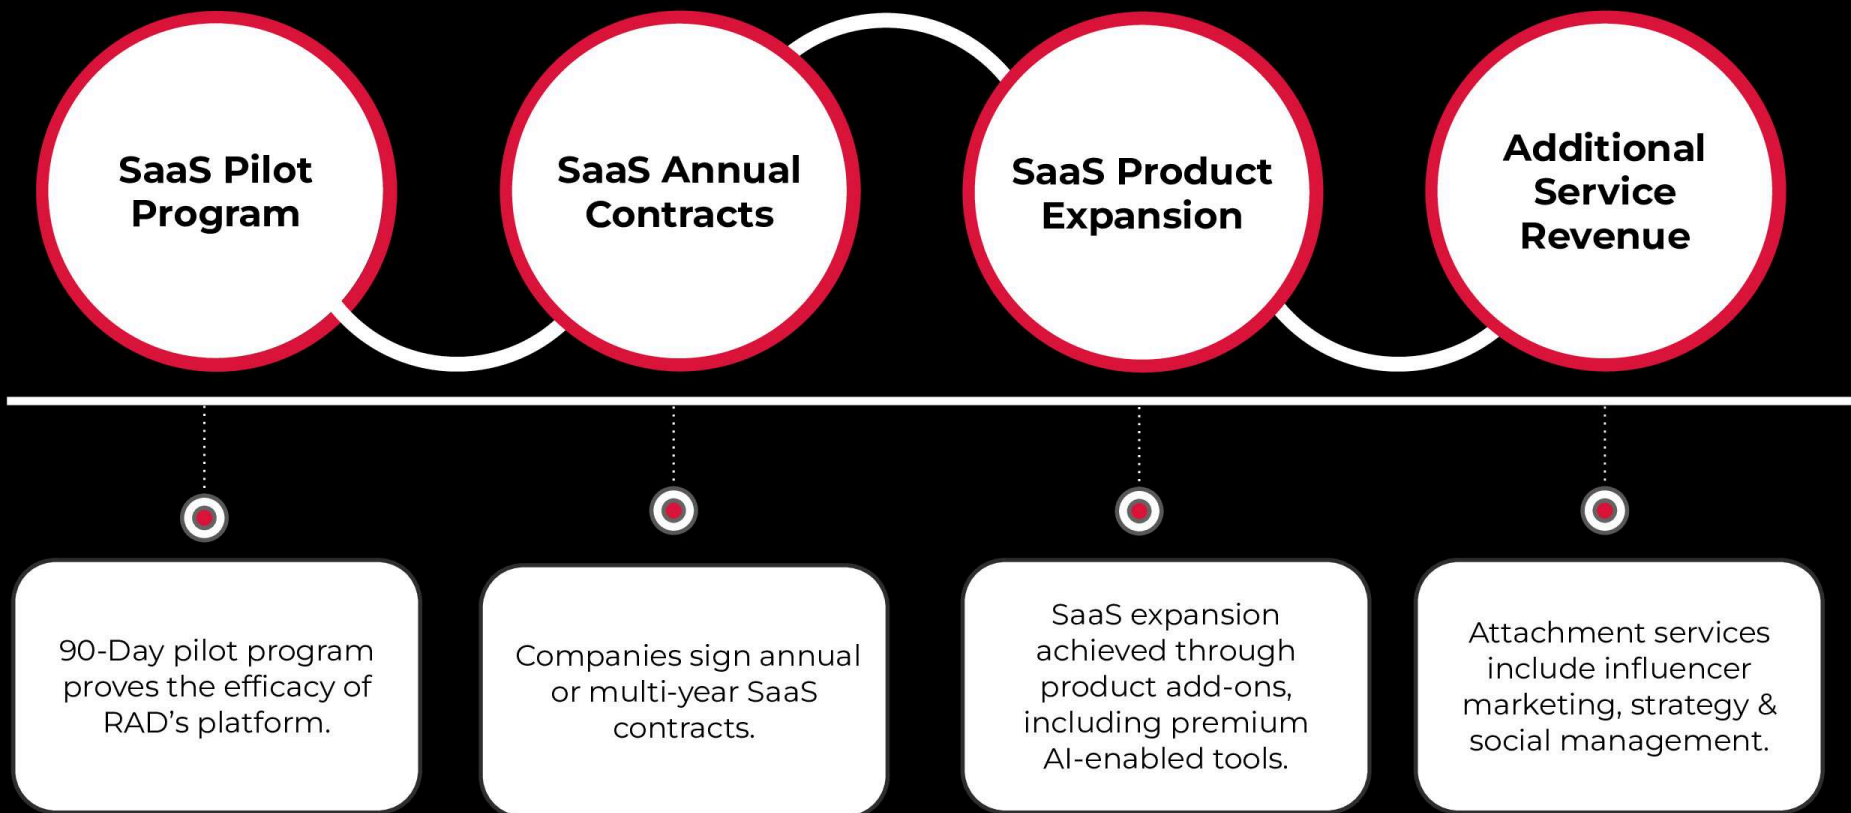 SaaS Pilot
Program
SaaS Annual
Contracts
SaaS Product
Expansion
Additional
Service
Revenue
90-Day pilot program
proves the efficacy of
RAD’s platform.
Companies sign annual
or multi-year SaaS
contracts.
SaaS expansion
achieved through
product add-ons,
including premium
AI-enabled tools.
Attachment services
include influencer
marketing, strategy &
social management.